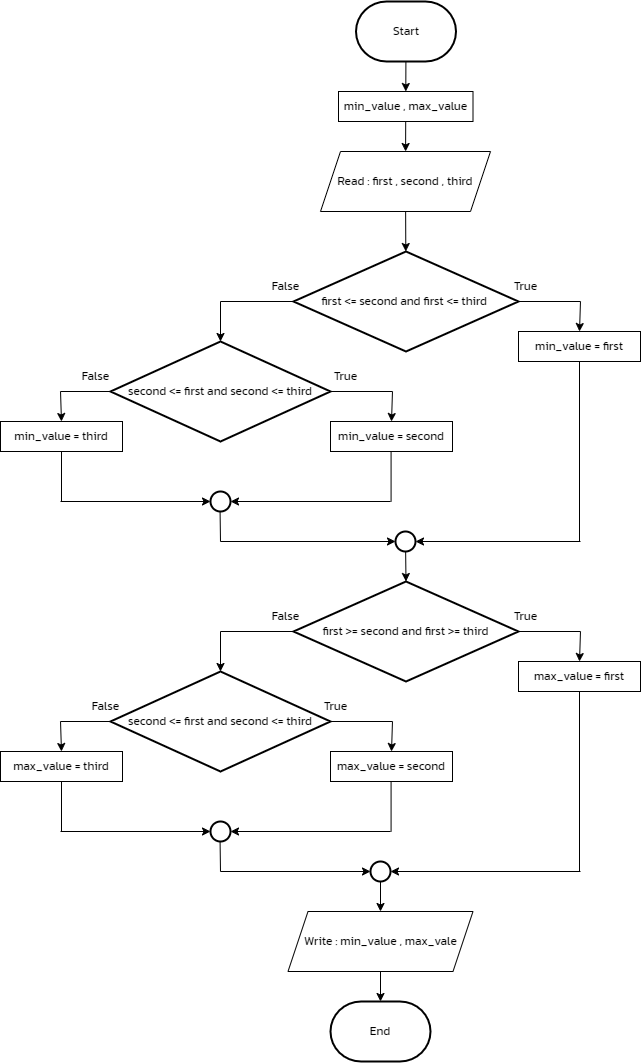 Start
min_value , max_value
Read : first , second , third
False
True
first <= second and first <= third
min_value = first
False
True
second <= first and second <= third
min_value = third
min_value = second
False
True
first >= second and first >= third
max_value = first
False
True
second <= first and second <= third
max_value = third
max_value = second
Write : min_value , max_vale
End